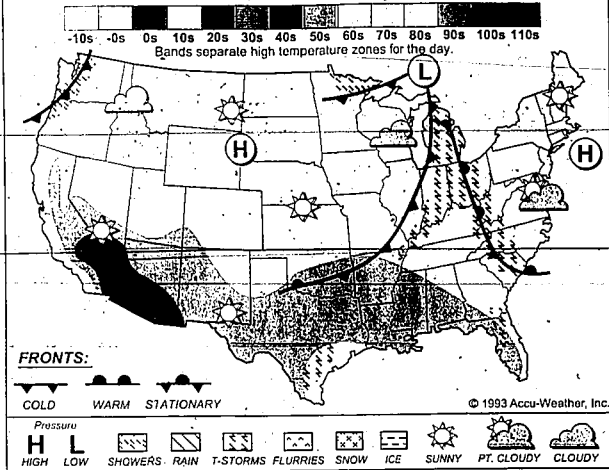 -10s -0s 0s 10s 20s 30s 40s 50s 60s 70s 80s 90s 100s 110s
Bands separate high temperature zones for the day.
L
H
H
FRONTS:
COLD WARM STATIONARY
© 1993 Accu-Weather, Inc.
Pressure
H L
HIGH LOW SHOWERS RAIN T-STORMS FLURRIES SNOW ICE SUNNY PT. CLOUDY CLOUDY